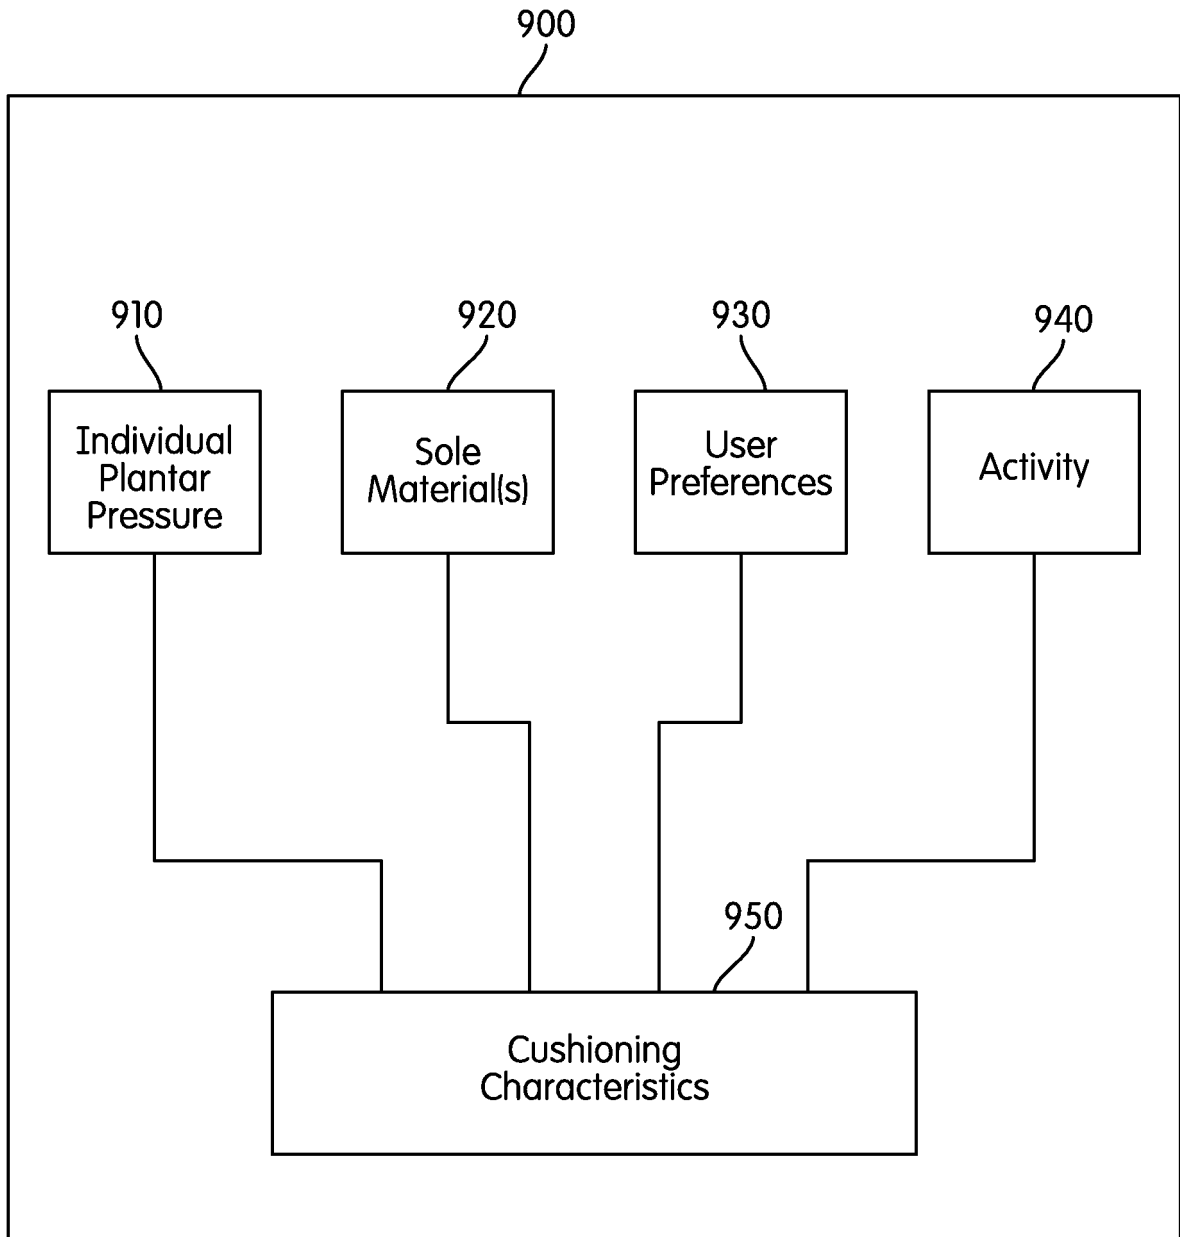 900
910
920
930
940
Individual
Plantar
Pressure
Sole
Material(s)
User
Preferences
Activity
950
Cushioning
Characteristics